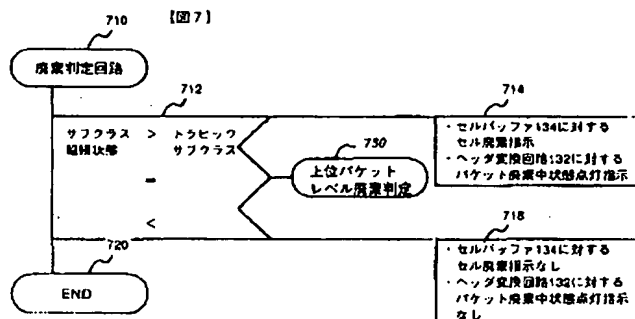 【図7】
710
廃棄判定回路
712
サブクラス > トラヒック
輻輳状態 サブクラス
=
<
750
上位パケット
レベル廃棄判定
714
・セルバッファ134に対する
セル廃棄指示
・ヘッダ変換回路132に対する
パケット廃棄中状態点灯指示
718
・セルバッファ134に対する
セル廃棄指示なし
・ヘッダ変換回路132に対する
パケット廃棄中状態点灯指示
なし
720
END